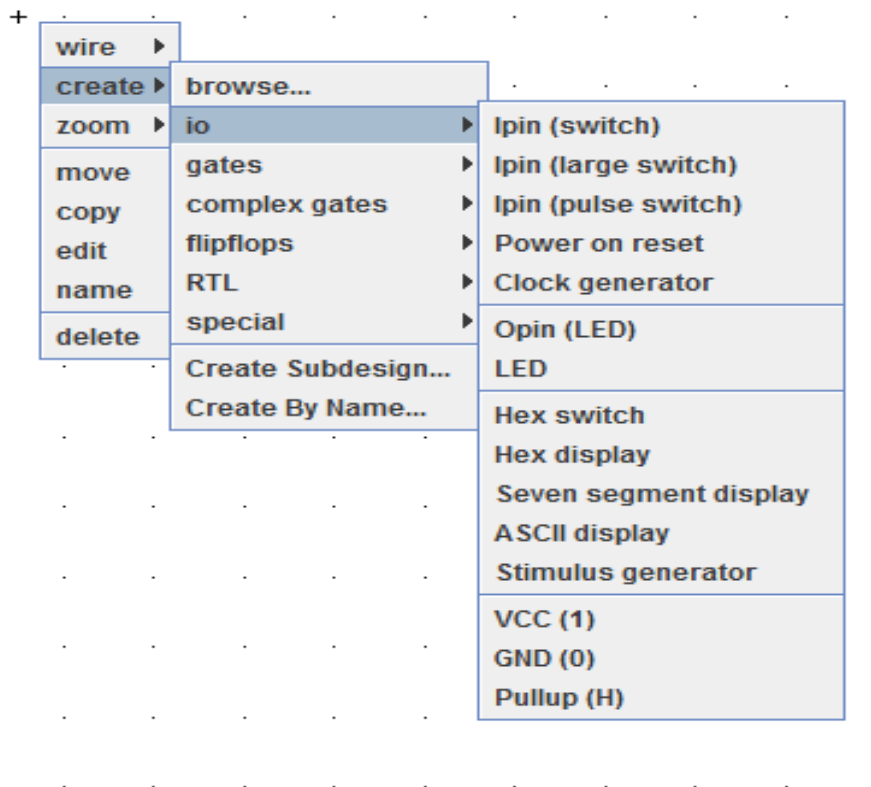 wire
create
zoom
move
copy
edit
name
delete
browse...
io
gates
complex gates
flipflops
RTL
special
Create Subdesign...
Create By Name...
Ipin (switch)
Ipin (large switch)
Ipin (pulse switch)
Power on reset
Clock generator
Opin (LED)
LED
Hex switch
Hex display
Seven segment display
ASCII display
Stimulus generator
VCC (1)
GND (0)
Pullup (H)